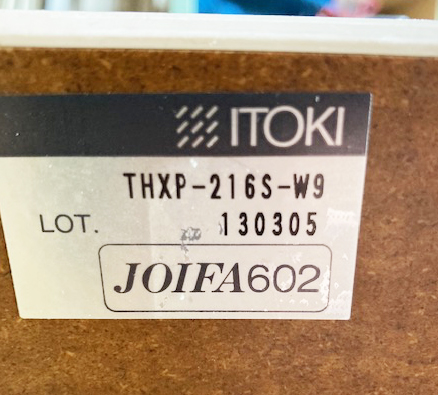 ITOKI
THXP-216S-W9
LOT. 130305
JOIFA602